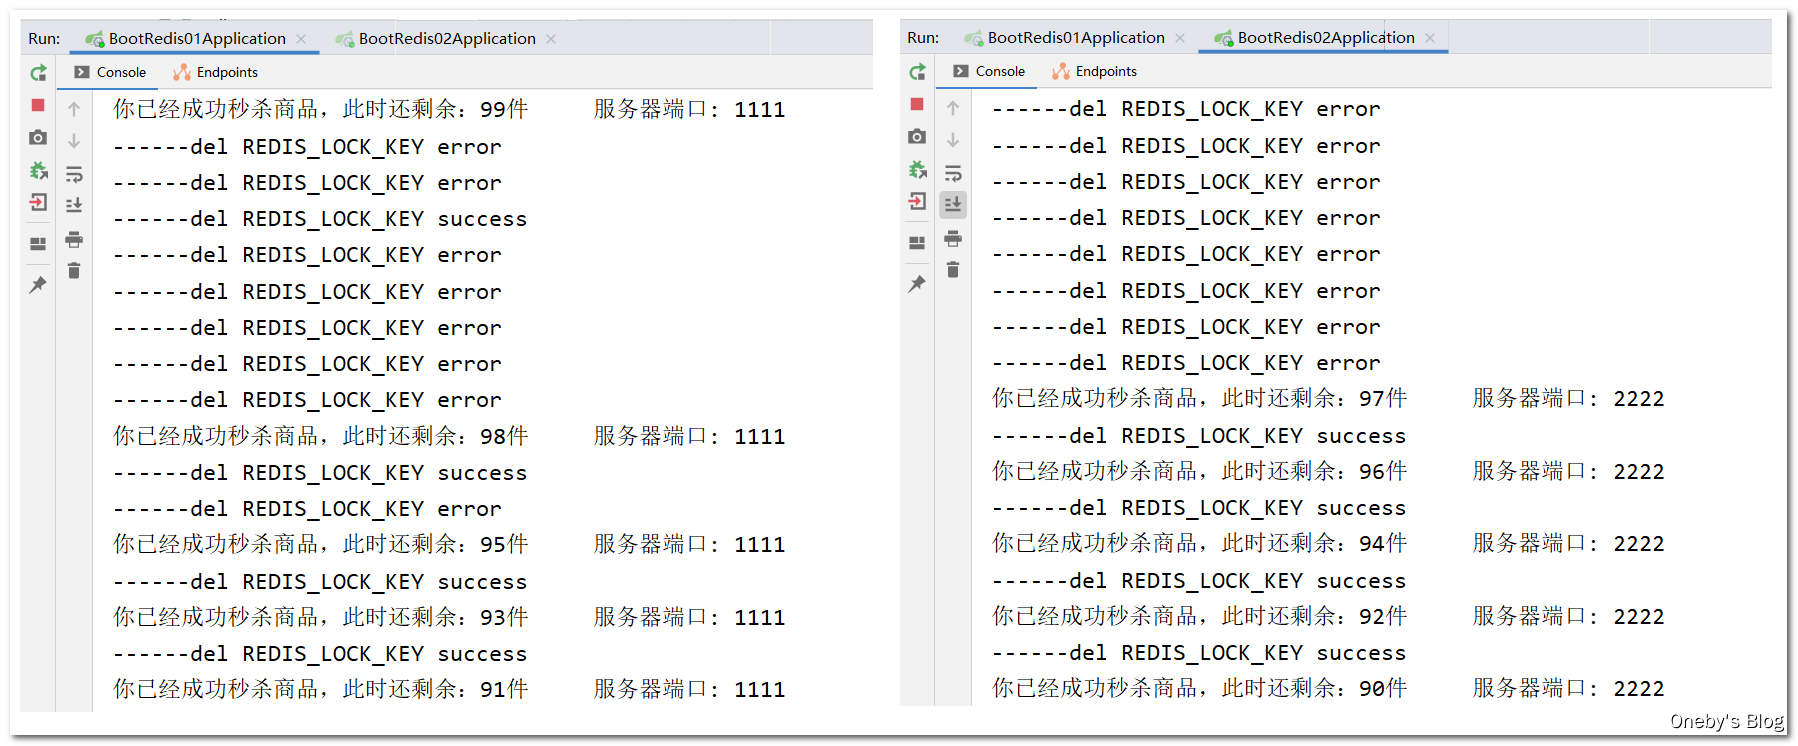 Run: BootRedis01Application × BootRedis02Application ×
Console Endpoints
你已经成功秒杀商品，此时还剩余：99件 服务器端口: 1111
------del REDIS_LOCK_KEY error
------del REDIS_LOCK_KEY error
------del REDIS_LOCK_KEY success
------del REDIS_LOCK_KEY error
------del REDIS_LOCK_KEY error
------del REDIS_LOCK_KEY error
------del REDIS_LOCK_KEY error
------del REDIS_LOCK_KEY error
你已经成功秒杀商品，此时还剩余：98件 服务器端口: 1111
------del REDIS_LOCK_KEY success
------del REDIS_LOCK_KEY error
你已经成功秒杀商品，此时还剩余：95件 服务器端口: 1111
------del REDIS_LOCK_KEY success
你已经成功秒杀商品，此时还剩余：93件 服务器端口: 1111
------del REDIS_LOCK_KEY success
你已经成功秒杀商品，此时还剩余：91件 服务器端口: 1111
Run: BootRedis01Application × BootRedis02Application ×
Console Endpoints
------del REDIS_LOCK_KEY error
------del REDIS_LOCK_KEY error
------del REDIS_LOCK_KEY error
------del REDIS_LOCK_KEY error
------del REDIS_LOCK_KEY error
------del REDIS_LOCK_KEY error
------del REDIS_LOCK_KEY error
------del REDIS_LOCK_KEY error
你已经成功秒杀商品，此时还剩余：97件 服务器端口: 2222
------del REDIS_LOCK_KEY success
你已经成功秒杀商品，此时还剩余：96件 服务器端口: 2222
------del REDIS_LOCK_KEY success
你已经成功秒杀商品，此时还剩余：94件 服务器端口: 2222
------del REDIS_LOCK_KEY success
你已经成功秒杀商品，此时还剩余：92件 服务器端口: 2222
------del REDIS_LOCK_KEY success
你已经成功秒杀商品，此时还剩余：90件 服务器端口: 2222
Oneby's Blog